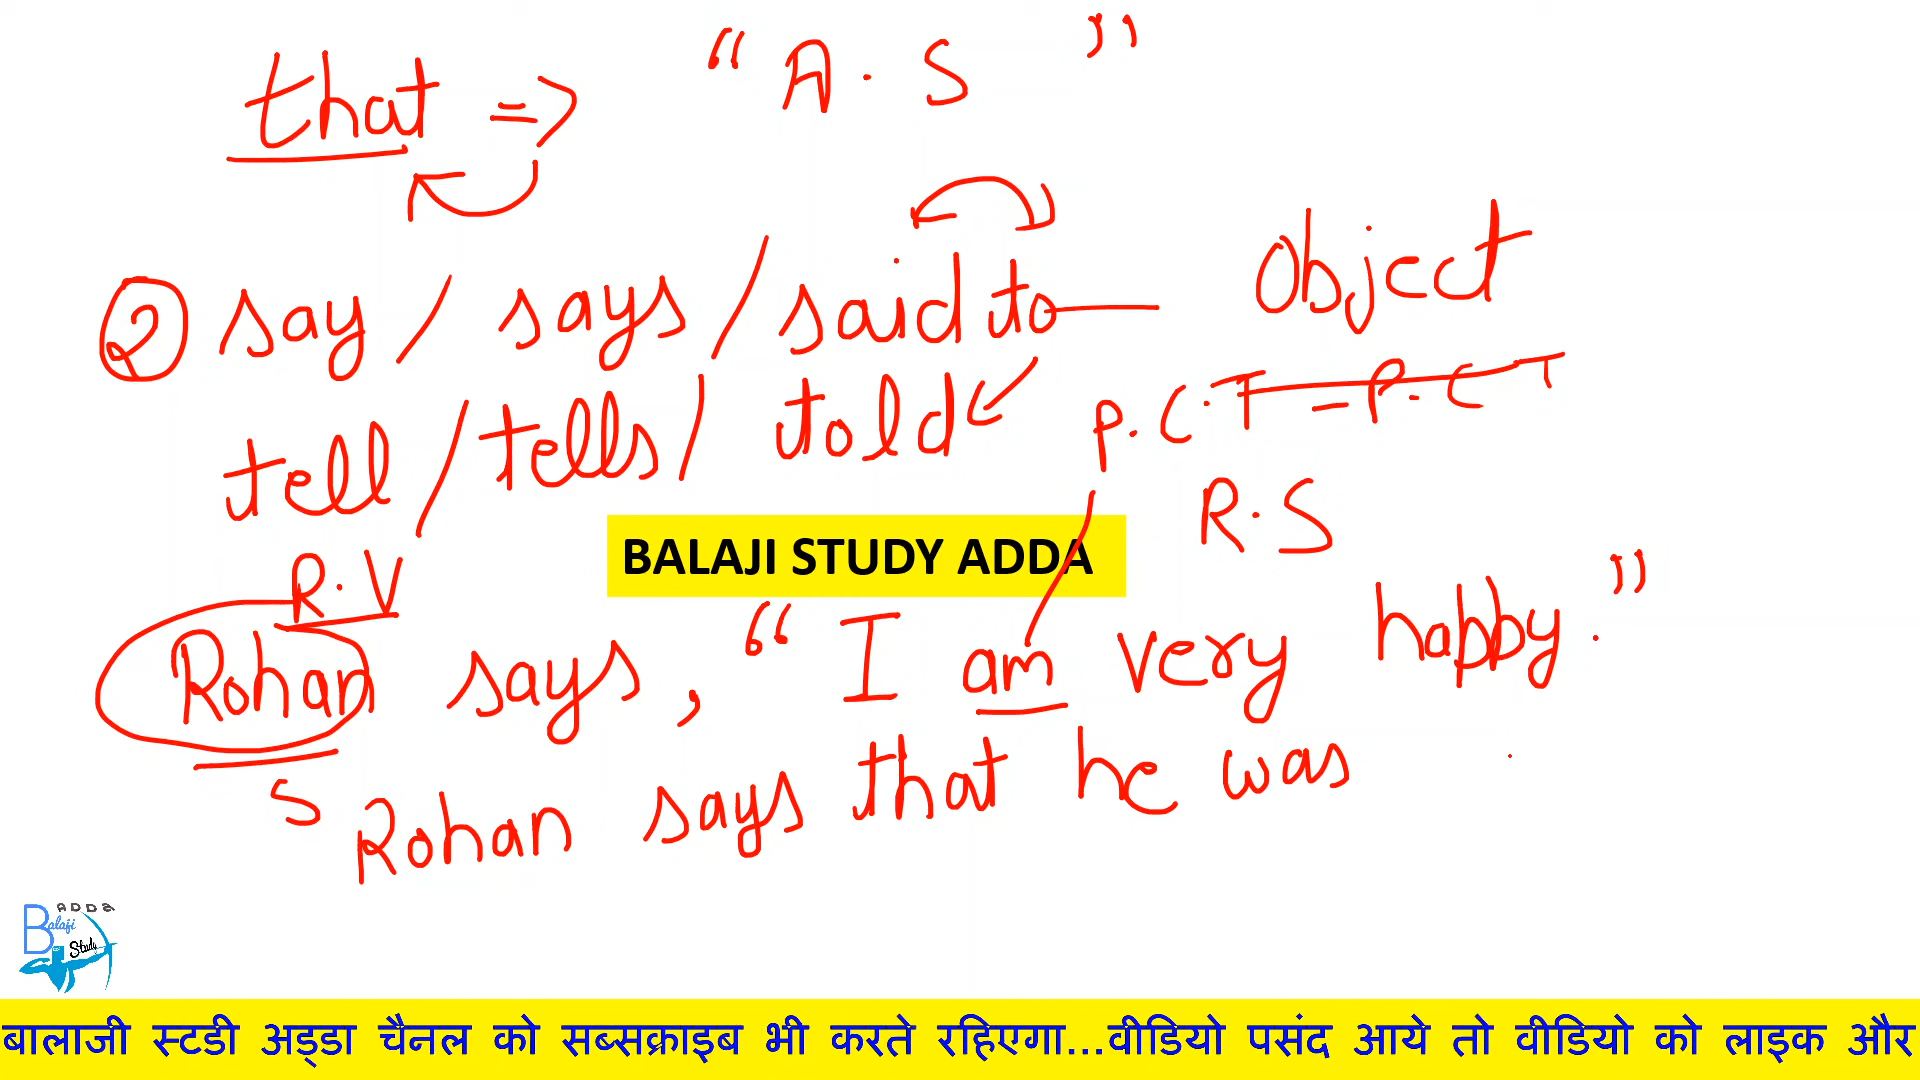 that => “ A. S ”
② say / says / said to — Object
tell / tells / told P.C.T - P.C T
R.S
BALAJI STUDY ADDA
R.V
Rohan says, “ I am very happy. ”
S
Rohan says that he was
ADDA
Balaji
Study
बालाजी स्टडी अड्डा चैनल को सब्सक्राइब भी करते रहिएगा...वीडियो पसंद आये तो वीडियो को लाइक और